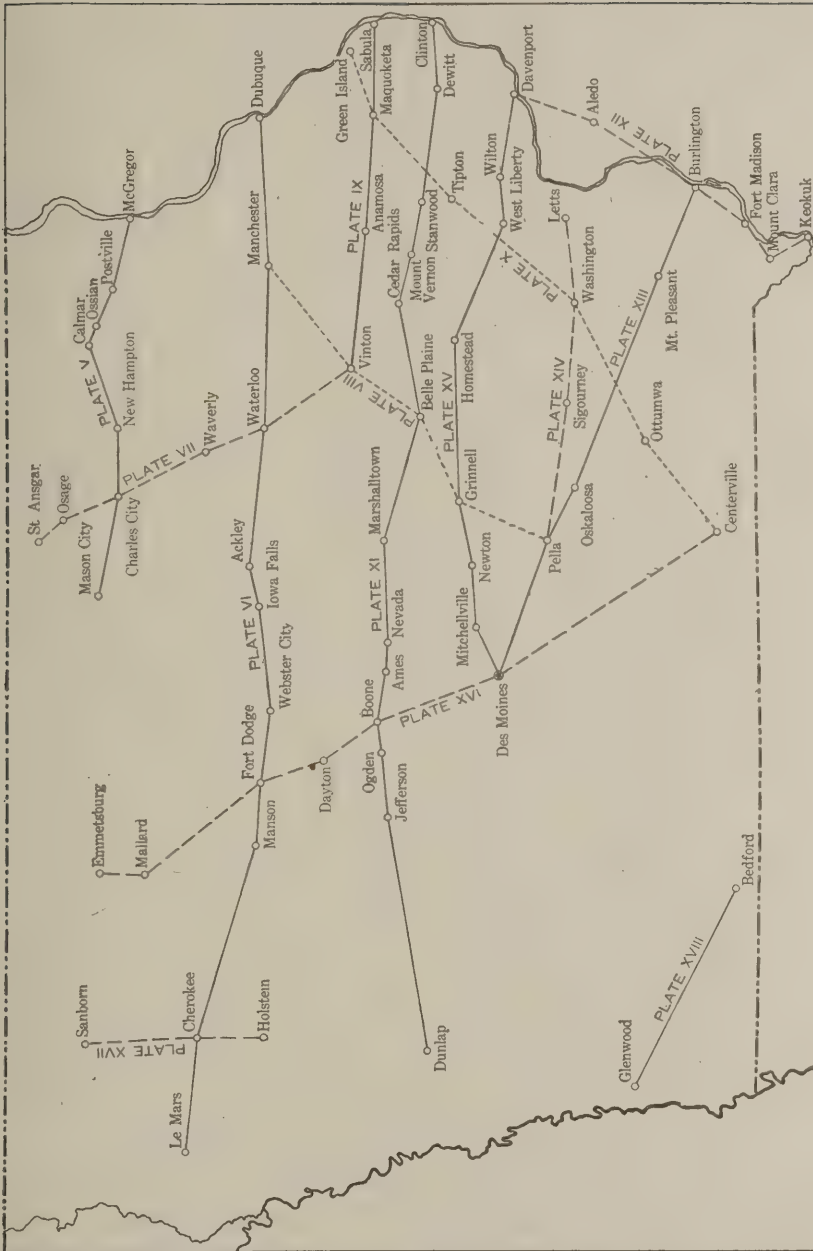 St Ansgar
Osage
Mason City
Charles City
PLATE V
New Hampton
Calmar
Ossian
Postville
McGregor
PLATE VII
Waverly
Emmetsburg
Mallard
Sanborn
PLATE XVII
Cherokee
Holstein
Le Mars
Manson
Fort Dodge
Webster City
PLATE VI
Iowa Falls
Ackley
Waterloo
Manchester
Dubuque
Dayton
Vinton
PLATE VIII
PLATE IX
Anamosa
Maquoketa
Green Island
Sabula
Dunlap
Jefferson
Ogden
Boone
Ames
Nevada
PLATE XI
Marshalltown
Belle Plaine
Cedar Rapids
Mount
Vernon
Stanwood
Dewitt
Clinton
PLATE XVI
Des Moines
Mitchellville
Newton
Grinnell
PLATE XV
Homestead
West Liberty
Wilton
Davenport
Tipton
PLATE X
Pella
Oskaloosa
PLATE XIV
Sigourney
Washington
Letts
Aledo
PLATE XII
PLATE XIII
Mt. Pleasant
Burlington
Ottumwa
Centerville
Fort Madison
Mount Clara
Keokuk
Glenwood
PLATE XVIII
Bedford